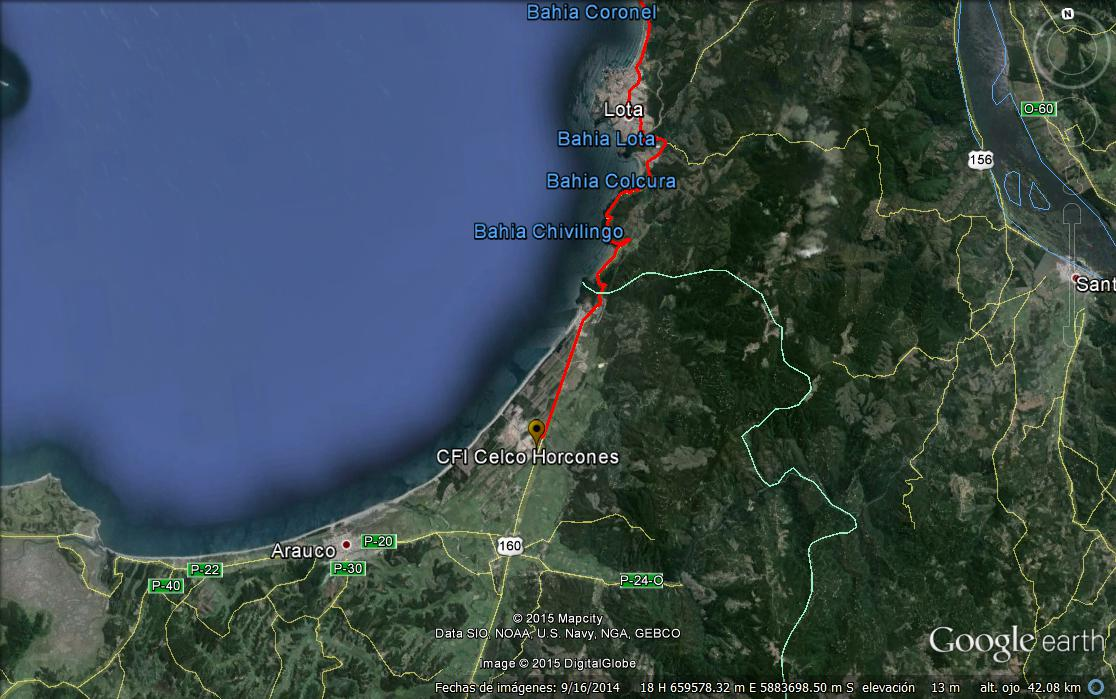 Bahia Coronel
N
Lota
O-60
Bahia Lota
156
Bahia Colcura
Bahia Chivilingo
Sant
CFI Celco Horcones
Arauco
P-20
160
P-22
P-30
P-40
P-24-O
© 2015 Mapcity
Data SIO, NOAA, U.S. Navy, NGA, GEBCO
Google earth
Image © 2015 DigitalGlobe
Fechas de imágenes: 9/16/2014 18 H 659578.32 m E 5883698.50 m S elevación 13 m alt. ojo 42.08 km